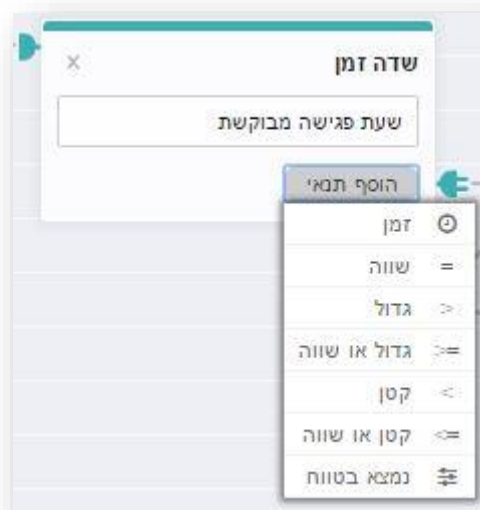 שדה זמן
שעת פגישה מבוקשת
הוסף תנאי
זמן
= שווה
> גדול
>= גדול או שווה
< קטן
<= קטן או שווה
נמצא בטווח